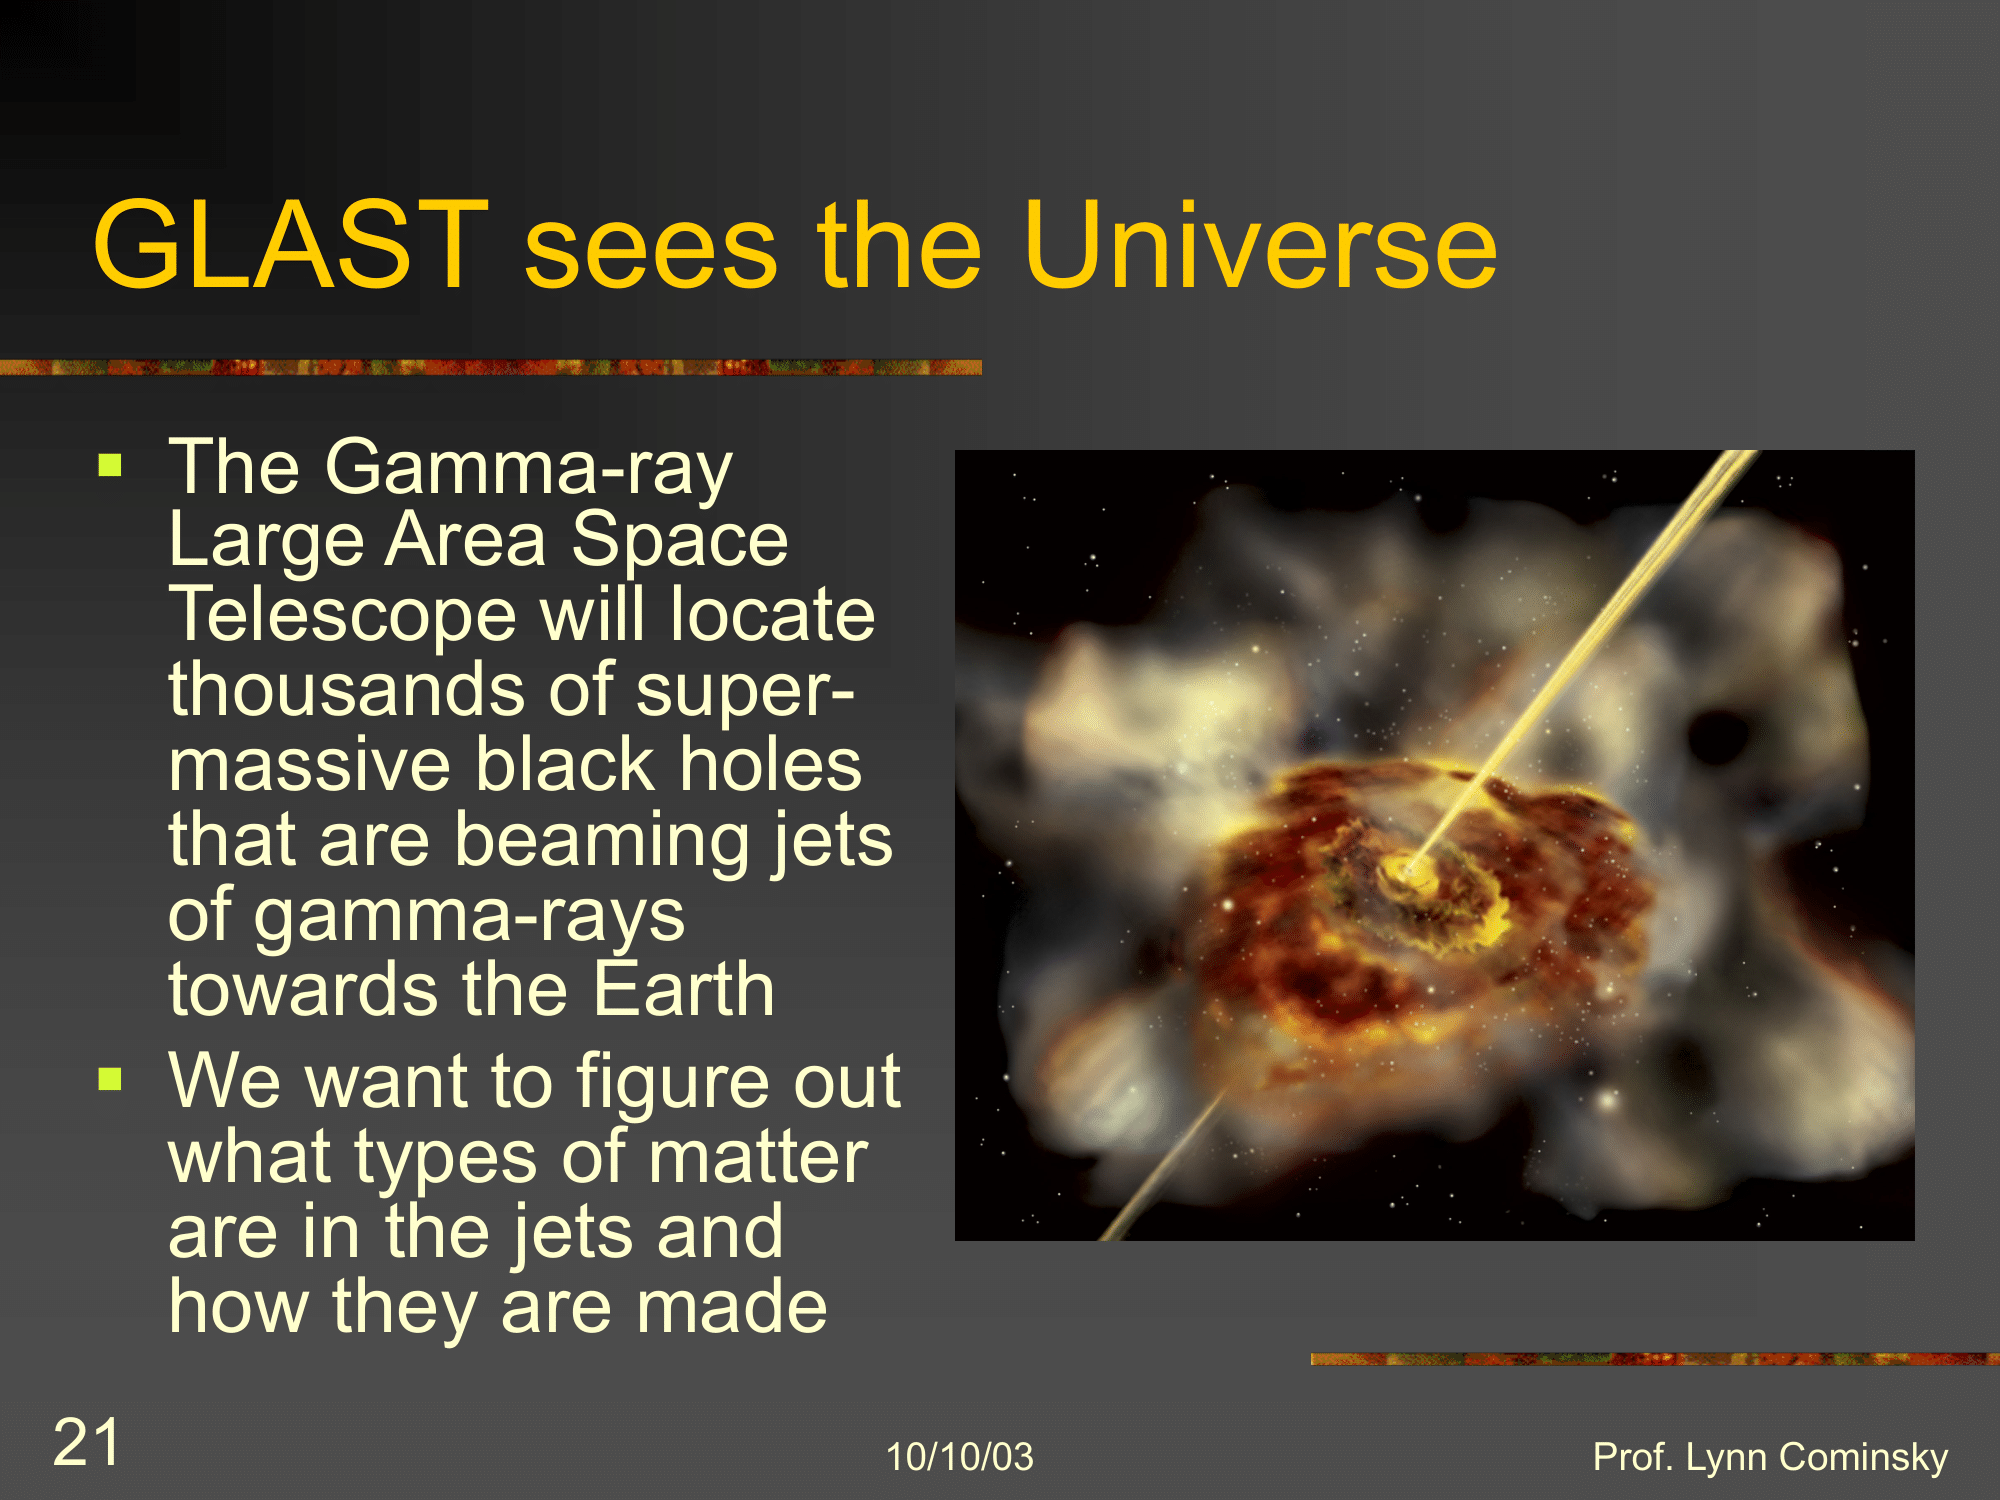 GLAST sees the Universe
The Gamma-ray
Large Area Space
Telescope will locate
thousands of super-
massive black holes
that are beaming jets
of gamma-rays
towards the Earth
We want to figure out
what types of matter
are in the jets and
how they are made
21
10/10/03
Prof. Lynn Cominsky